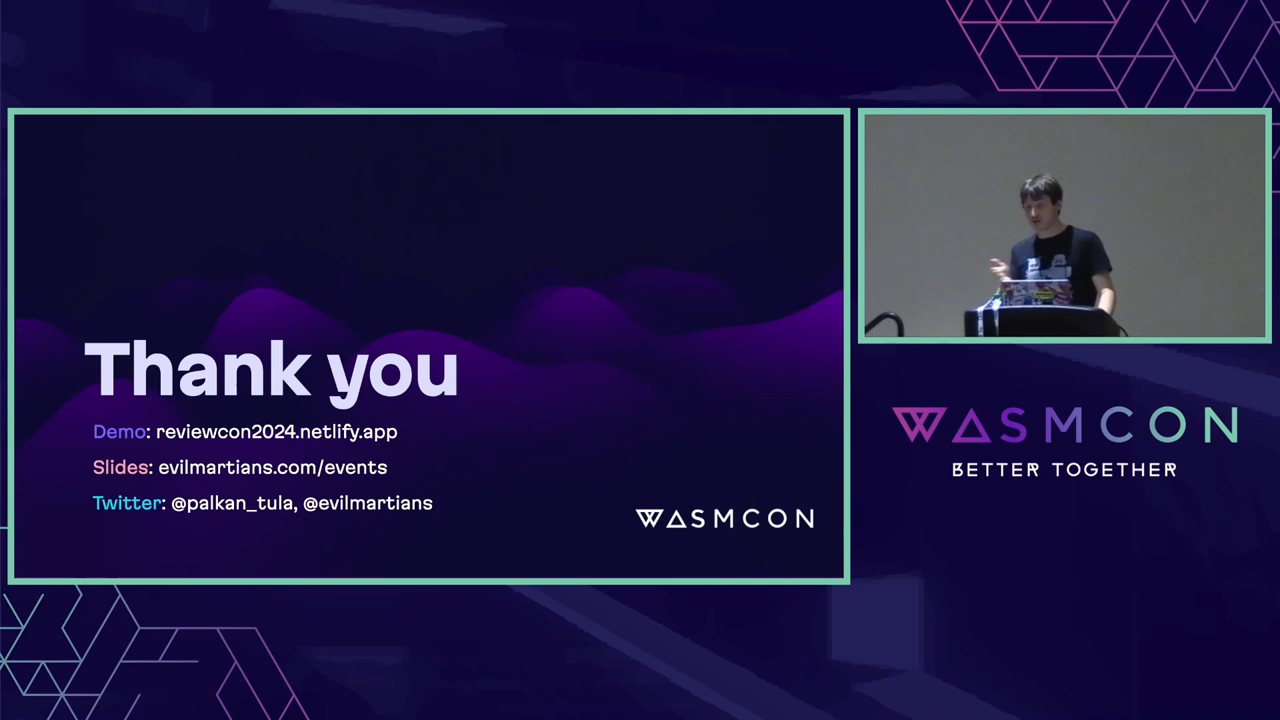 Thank you
Demo: reviewcon2024.netlify.app
Slides: evilmartians.com/events
Twitter: @palkan_tula, @evilmartians
WASMCON
WASMCON
BETTER TOGETHER